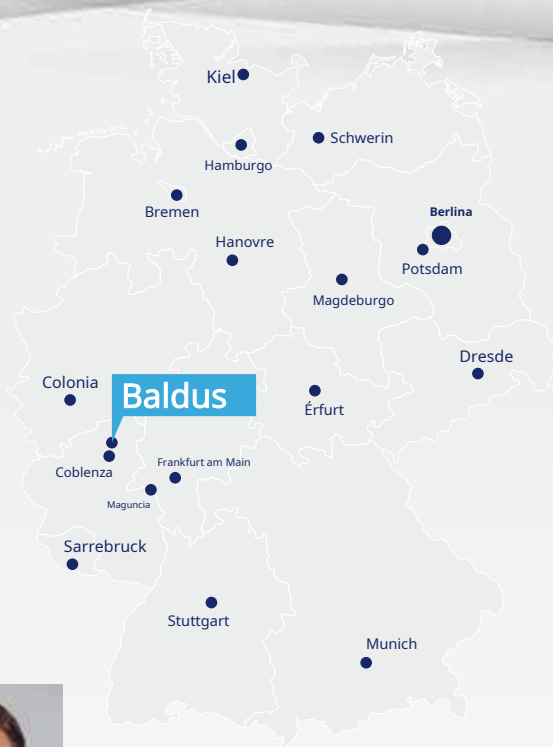 Kiel
Schwerin
Hamburgo
Bremen
Berlina
Hanovre
Potsdam
Magdeburgo
Dresde
Colonia
Baldus
Érfurt
Frankfurt am Main
Coblenza
Maguncia
Sarrebruck
Stuttgart
Munich